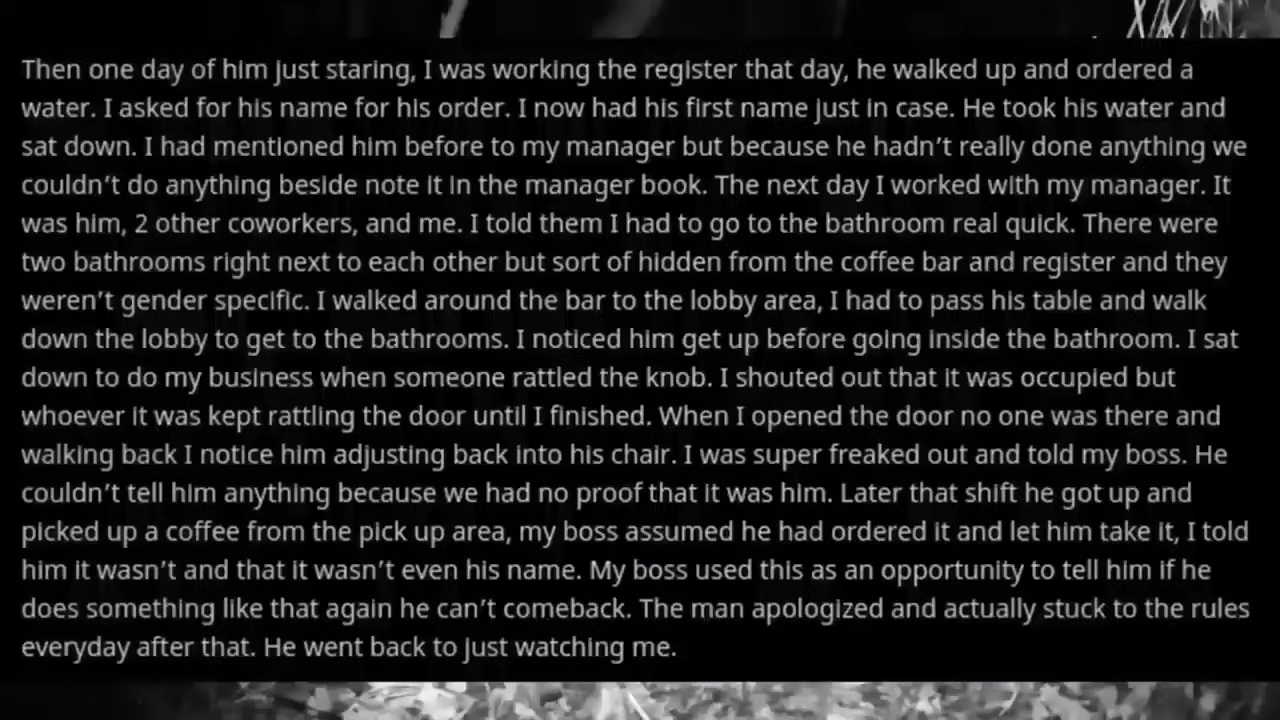 Then one day of him just staring, I was working the register that day, he walked up and ordered a
water. I asked for his name for his order. I now had his first name just in case. He took his water and
sat down. I had mentioned him before to my manager but because he hadn't really done anything we
couldn't do anything beside note it in the manager book. The next day I worked with my manager. It
was him, 2 other coworkers, and me. I told them I had to go to the bathroom real quick. There were
two bathrooms right next to each other but sort of hidden from the coffee bar and register and they
weren't gender specific. I walked around the bar to the lobby area, I had to pass his table and walk
down the lobby to get to the bathrooms. I noticed him get up before going inside the bathroom. I sat
down to do my business when someone rattled the knob. I shouted out that it was occupied but
whoever it was kept rattling the door until I finished. When I opened the door no one was there and
walking back I notice him adjusting back into his chair. I was super freaked out and told my boss. He
couldn't tell him anything because we had no proof that it was him. Later that shift he got up and
picked up a coffee from the pick up area, my boss assumed he had ordered it and let him take it, I told
him it wasn't and that it wasn't even his name. My boss used this as an opportunity to tell him if he
does something like that again he can't comeback. The man apologized and actually stuck to the rules
everyday after that. He went back to just watching me.